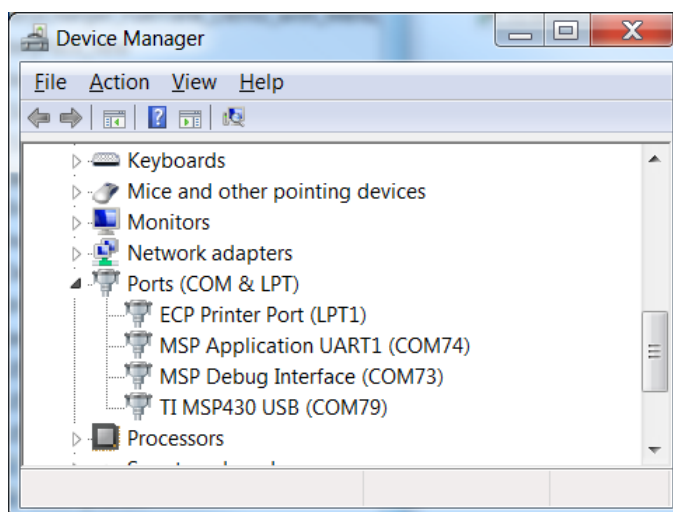 Device Manager
File Action View Help
Keyboards
Mice and other pointing devices
Monitors
Network adapters
Ports (COM & LPT)
ECP Printer Port (LPT1)
MSP Application UART1 (COM74)
MSP Debug Interface (COM73)
TI MSP430 USB (COM79)
Processors